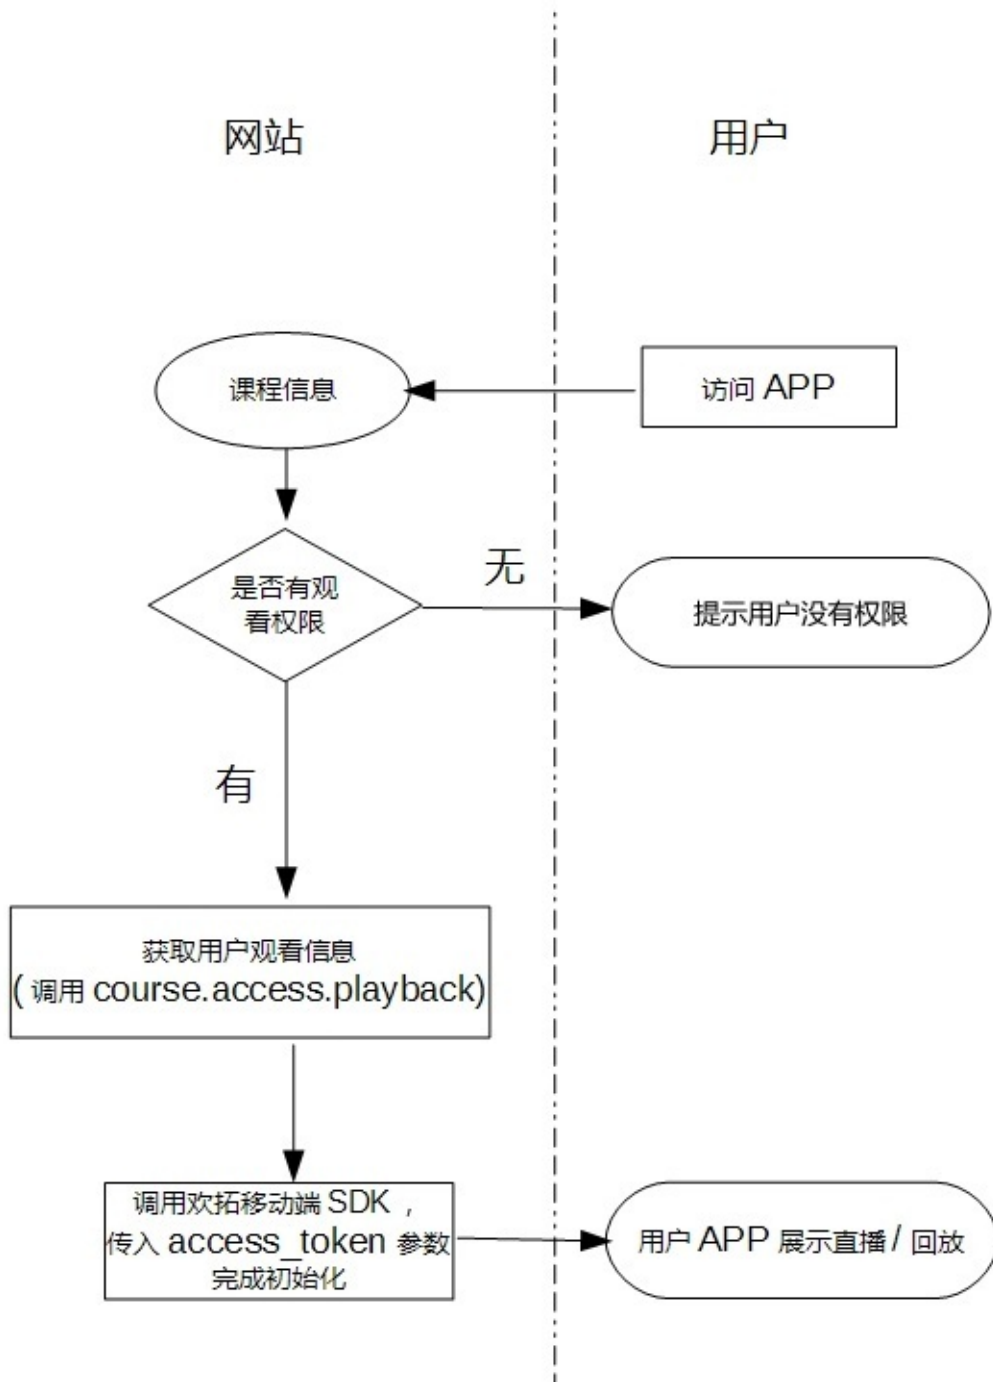 网站
用户
课程信息
访问 APP
是否有观
看权限
无
提示用户没有权限
有
获取用户观看信息
( 调用 course.access.playback)
调用欢拓移动端 SDK ，
传入 access_token 参数
完成初始化
用户 APP 展示直播 / 回放